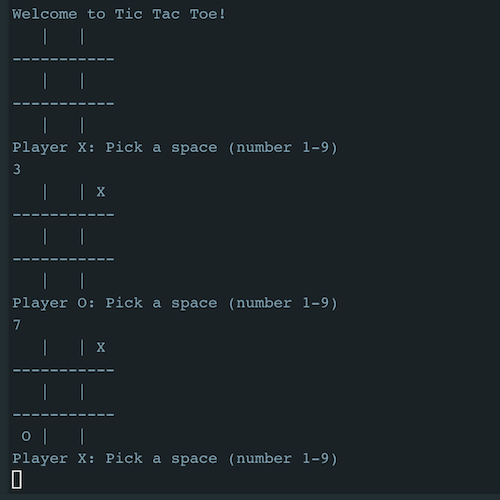 Welcome to Tic Tac Toe!
   |   |
-----------
   |   |
-----------
   |   |
Player X: Pick a space (number 1-9)
3
   |   | X
-----------
   |   |
-----------
   |   |
Player O: Pick a space (number 1-9)
7
   |   | X
-----------
   |   |
-----------
 O |   |
Player X: Pick a space (number 1-9)